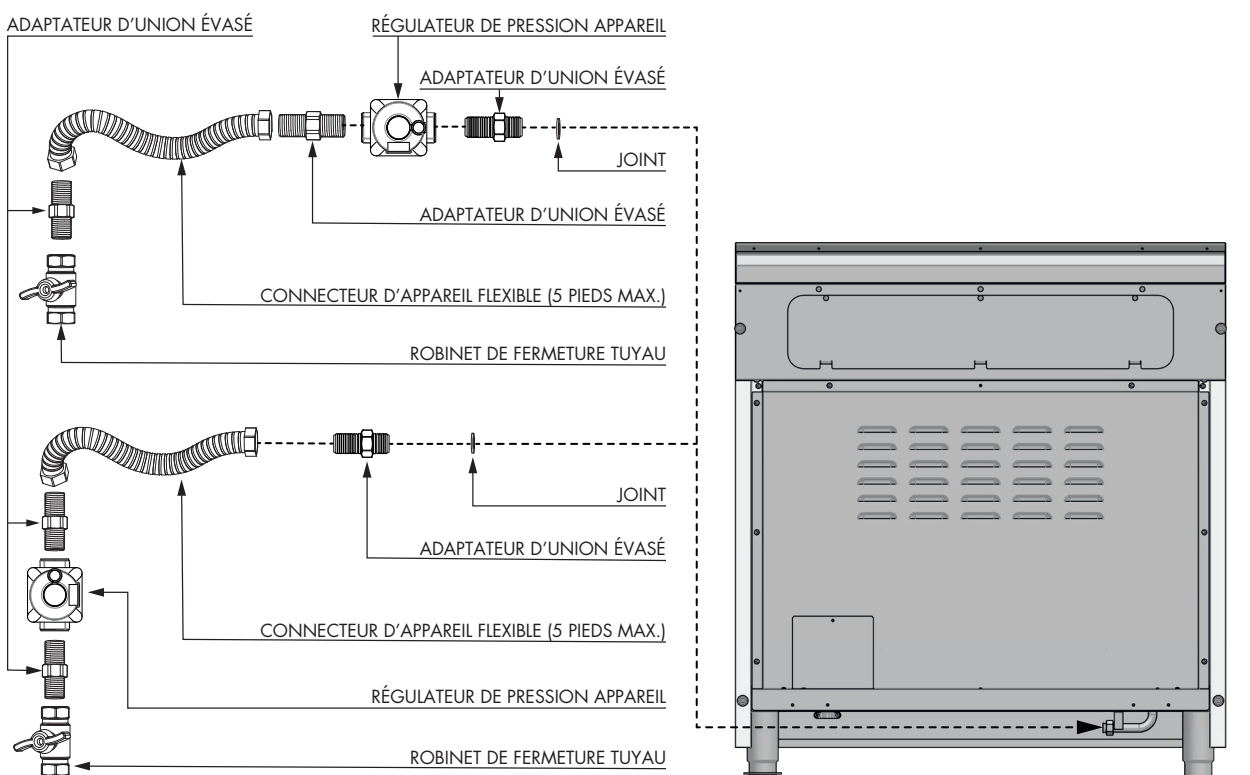 ADAPTATEUR D'UNION ÉVASÉ
RÉGULATEUR DE PRESSION APPAREIL
ADAPTATEUR D'UNION ÉVASÉ
JOINT
ADAPTATEUR D'UNION ÉVASÉ
CONNECTEUR D'APPAREIL FLEXIBLE (5 PIEDS MAX.)
ROBINET DE FERMETURE TUYAU
JOINT
ADAPTATEUR D'UNION ÉVASÉ
CONNECTEUR D'APPAREIL FLEXIBLE (5 PIEDS MAX.)
RÉGULATEUR DE PRESSION APPAREIL
ROBINET DE FERMETURE TUYAU